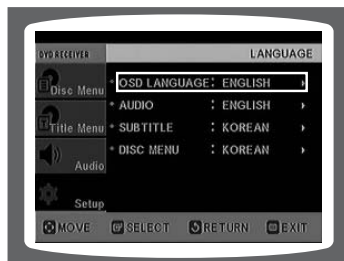 DVD RECEIVER LANGUAGE
Disc Menu
Title Menu
Audio
Setup
OSD LANGUAGE : ENGLISH
AUDIO : ENGLISH
SUBTITLE : KOREAN
DISC MENU : KOREAN
MOVE SELECT RETURN EXIT